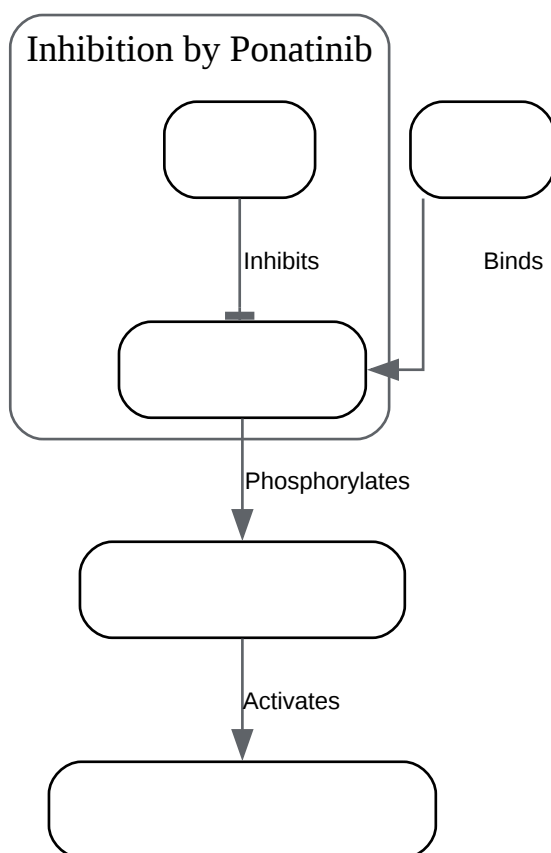 Inhibition by Ponatinib
Inhibits
Binds
Phosphorylates
Activates